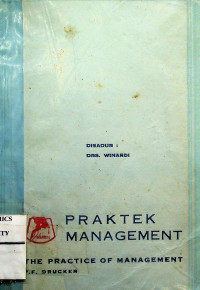 DISADUR :
DRS. WINARDI
PRAKTEK
MANAGEMENT
THE PRACTICE OF MANAGEMENT
P.F. DRUCKER